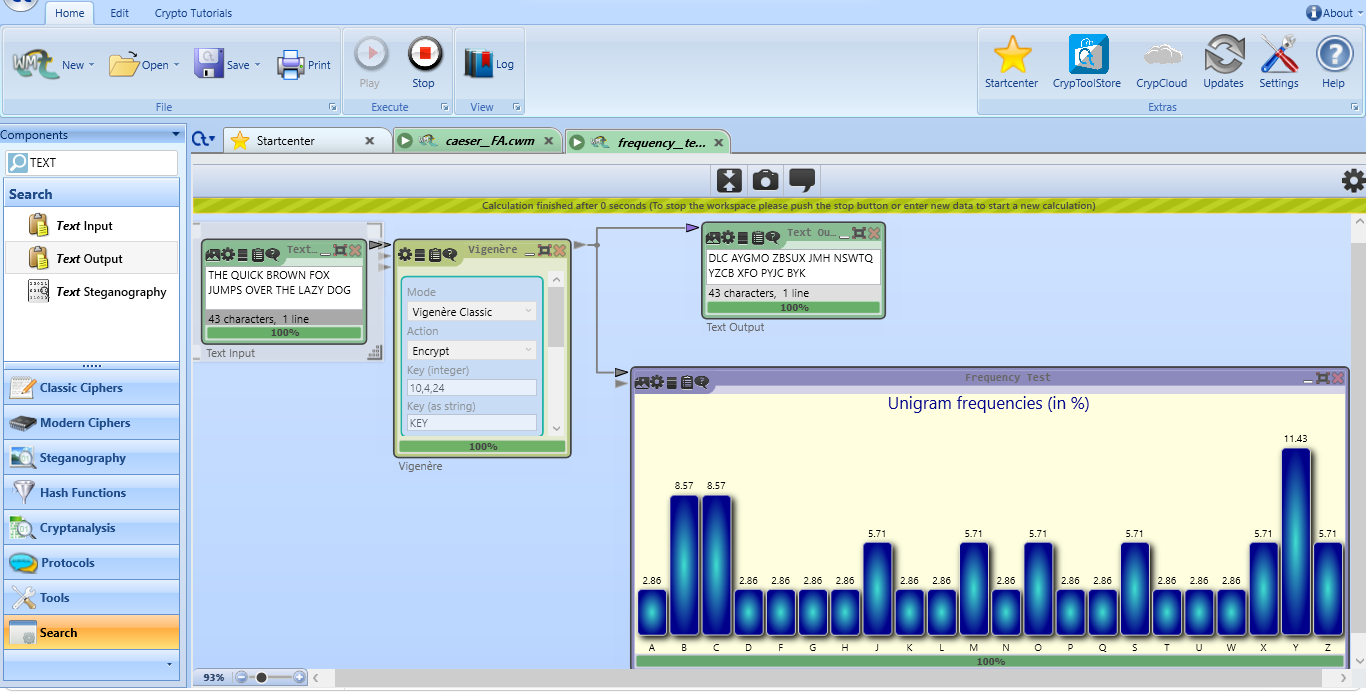 Home Edit Crypto Tutorials About
New Open Save Print Play Stop Log Startcenter CrypToolStore CrypCloud Updates Settings Help
File Execute View Extras
Components
TEXT
Search
Text Input
Text Output
Text Steganography
Classic Ciphers
Modern Ciphers
Steganography
Hash Functions
Cryptanalysis
Protocols
Tools
Search
Startcenter caeser_FA.cwm frequency_te...
Calculation finished after 0 seconds (To stop the workspace please push the stop button or enter new data to start a new calculation)
Text...
THE QUICK BROWN FOX
JUMPS OVER THE LAZY DOG
43 characters, 1 line
100%
Text Input
Vigenère
Mode
Vigenère Classic
Action
Encrypt
Key (integer)
10,4,24
Key (as string)
KEY
100%
Vigenère
Text Ou...
DLC AYGMO ZBSUX JMH NSWTQ
YZCB XFO PYJC BYK
43 characters, 1 line
100%
Text Output
Frequency Test
Unigram frequencies (in %)
2.86 8.57 8.57 2.86 2.86 2.86 2.86 5.71 2.86 2.86 5.71 2.86 5.71 2.86 2.86 5.71 2.86 2.86 2.86 5.71 11.43 5.71
A B C D F G H J K L M N O P Q S T U W X Y Z
100%
93%